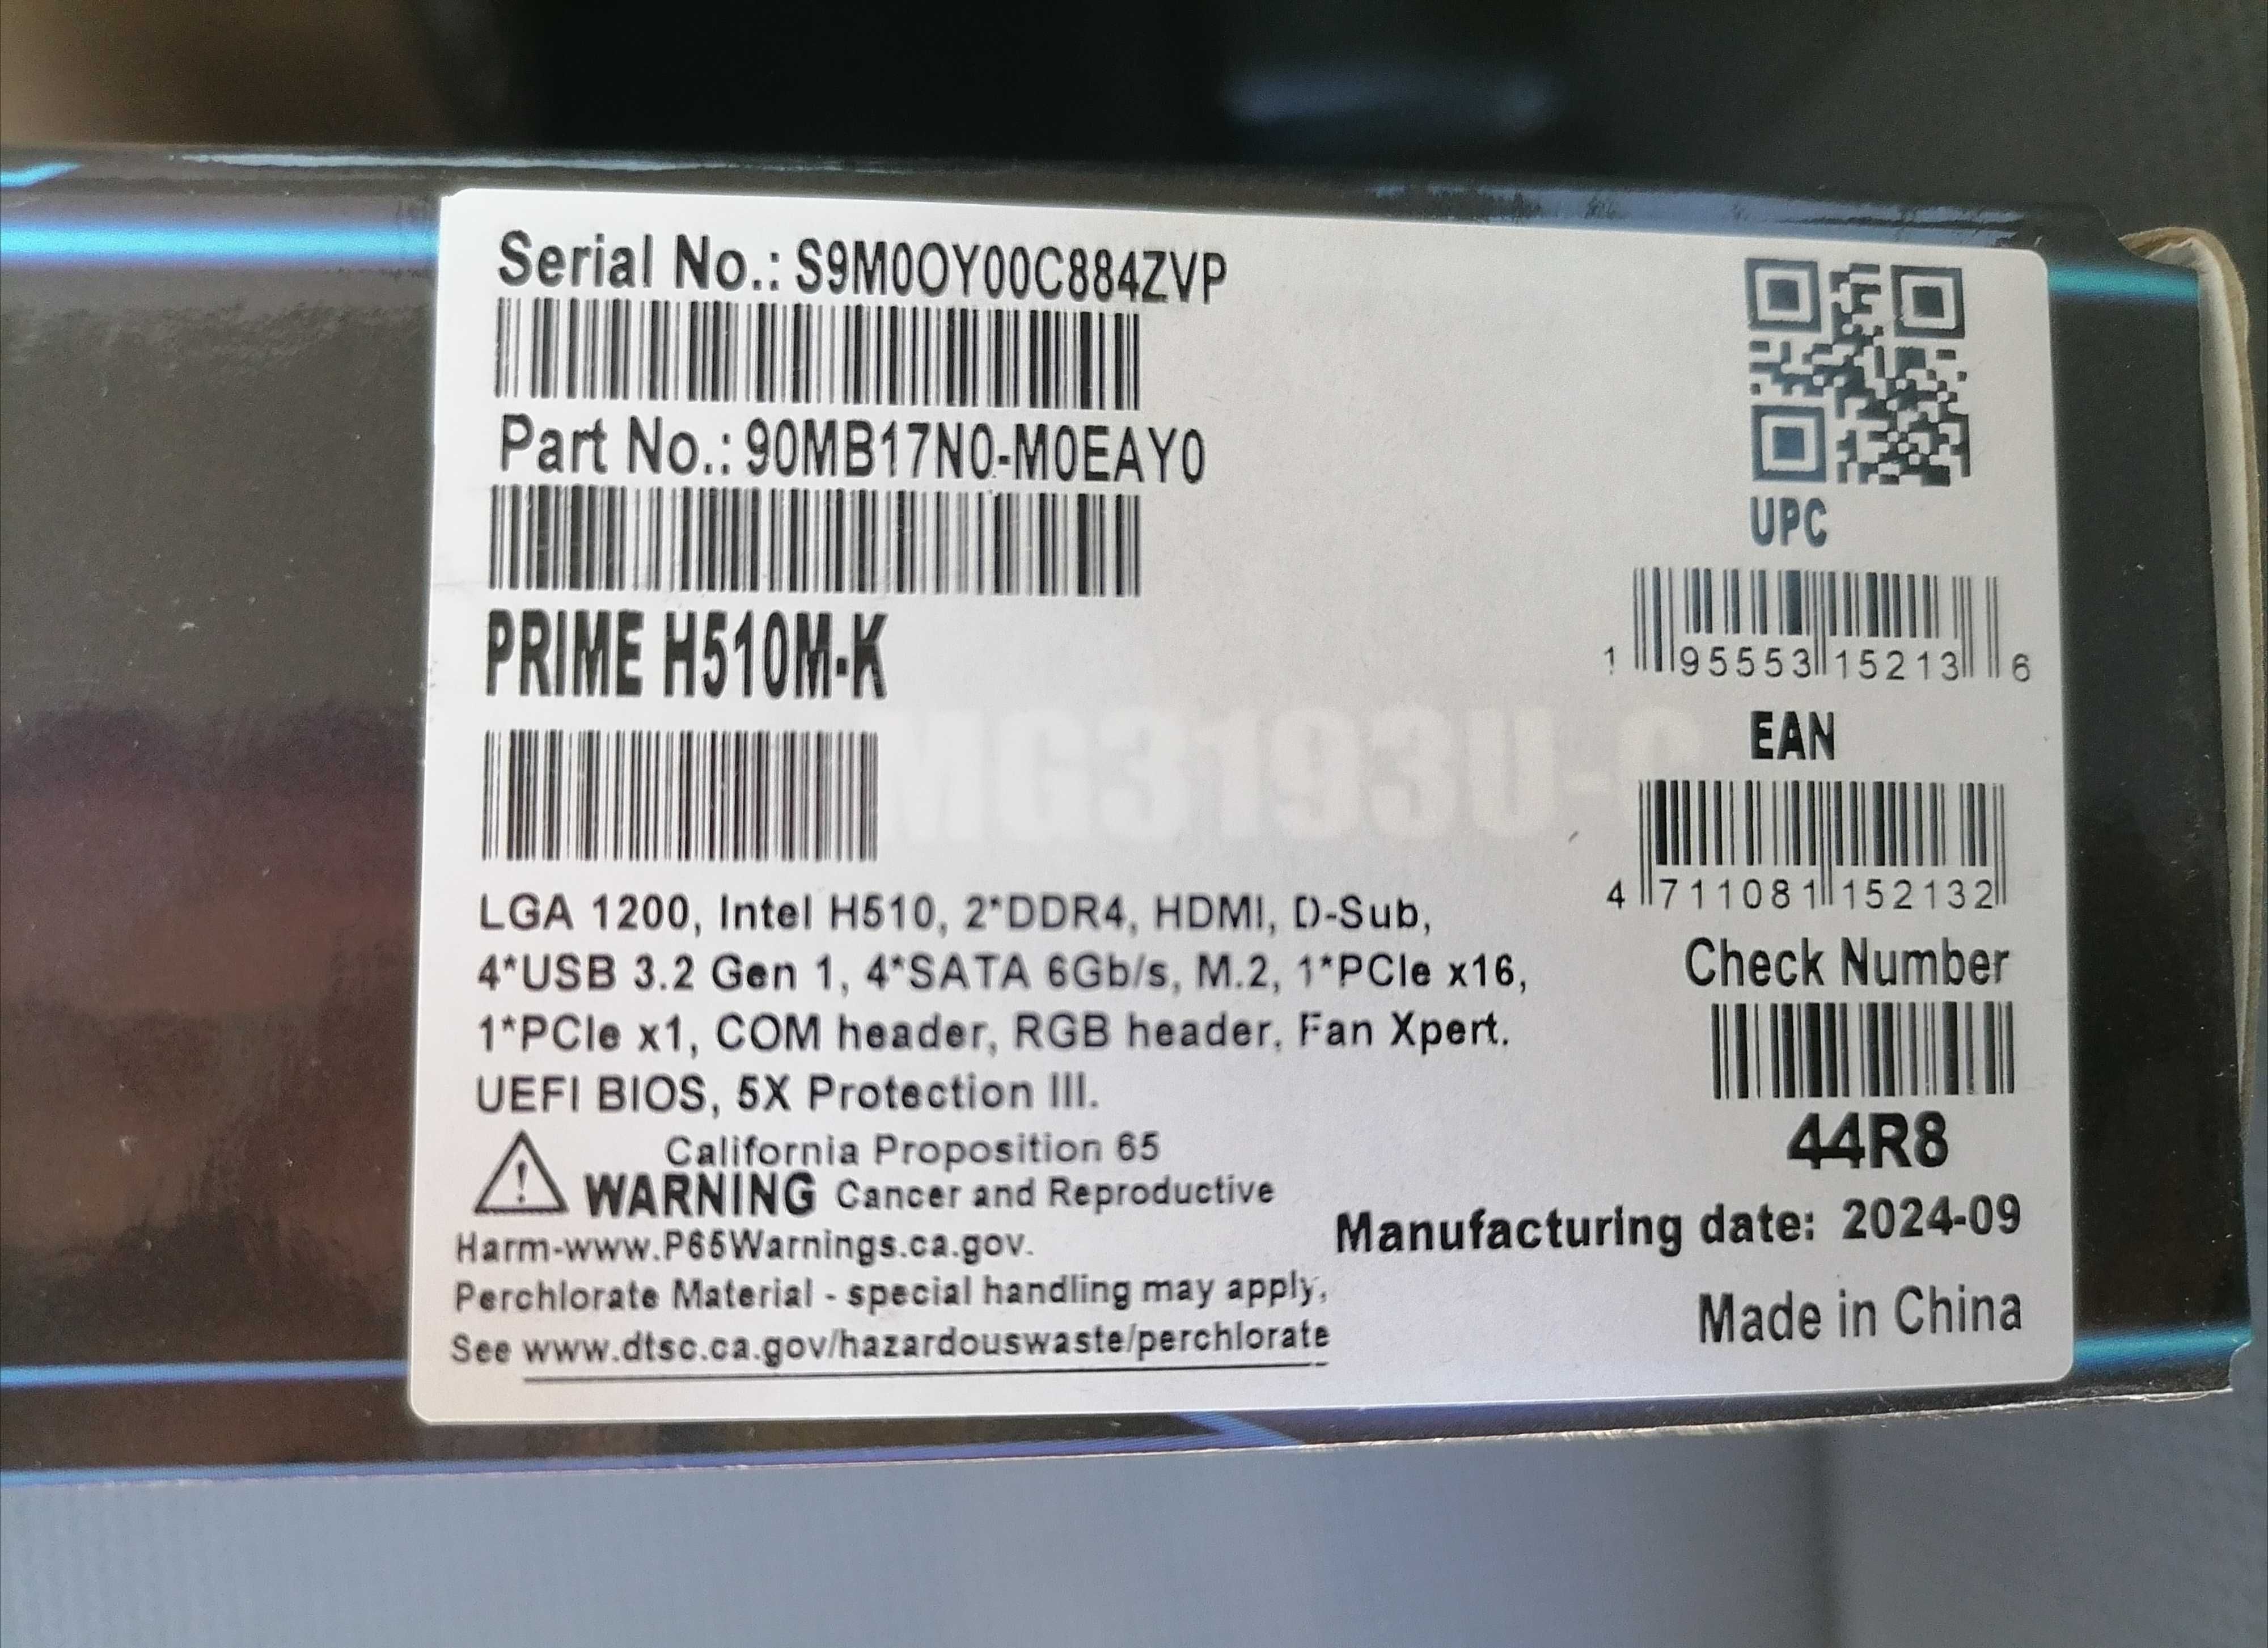 Serial No.: S9M0OY00C884ZVP
Part No.: 90MB17N0-M0EAY0
PRIME H510M-K
MG3193U-C
LGA 1200, Intel H510, 2*DDR4, HDMI, D-Sub,
4*USB 3.2 Gen 1, 4*SATA 6Gb/s, M.2, 1*PCIe x16,
1*PCIe x1, COM header, RGB header, Fan Xpert.
UEFI BIOS, 5X Protection III.
California Proposition 65
WARNING Cancer and Reproductive
Harm-www.P65Warnings.ca.gov.
Perchlorate Material - special handling may apply,
See www.dtsc.ca.gov/hazardouswaste/perchlorate
UPC
1 95553 15213 6
EAN
4 711081 152132
Check Number
44R8
Manufacturing date: 2024-09
Made in China